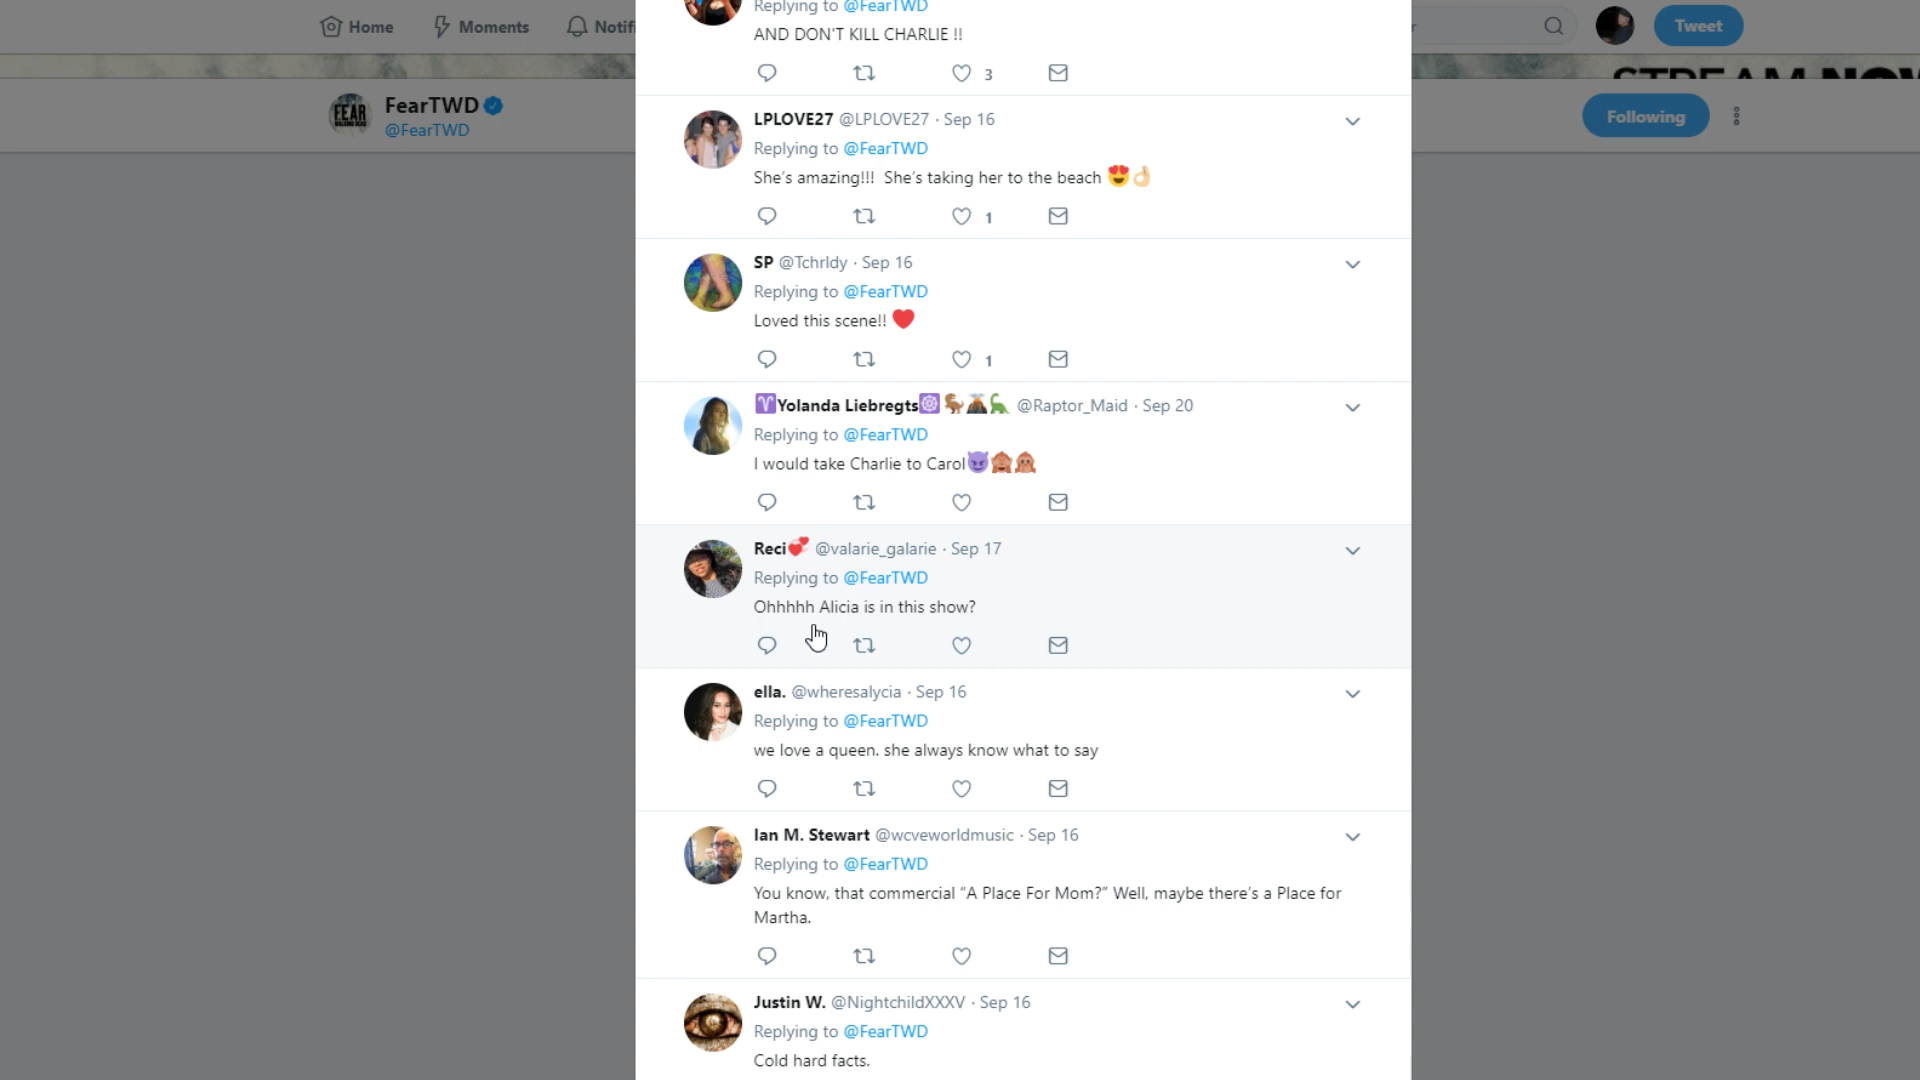 Replying to @FearTWD
AND DON'T KILL CHARLIE !!
3
Home
Moments
Tweet
FearTWD
@FearTWD
Following
LPLOVE27 @LPLOVE27 · Sep 16
Replying to @FearTWD
She's amazing!!! She's taking her to the beach 😍👌🏻
1
SP @Tchrldy · Sep 16
Replying to @FearTWD
Loved this scene!! ❤️
1
♈Yolanda Liebregts☸️🦖🌋🦕 @Raptor_Maid · Sep 20
Replying to @FearTWD
I would take Charlie to Carol😈🙈🙊
Reci💞 @valarie_galarie · Sep 17
Replying to @FearTWD
Ohhhhh Alicia is in this show?
ella. @wheresalycia · Sep 16
Replying to @FearTWD
we love a queen. she always know what to say
Ian M. Stewart @wcveworldmusic · Sep 16
Replying to @FearTWD
You know, that commercial “A Place For Mom?” Well, maybe there's a Place for
Martha.
Justin W. @NightchildXXXV · Sep 16
Replying to @FearTWD
Cold hard facts.